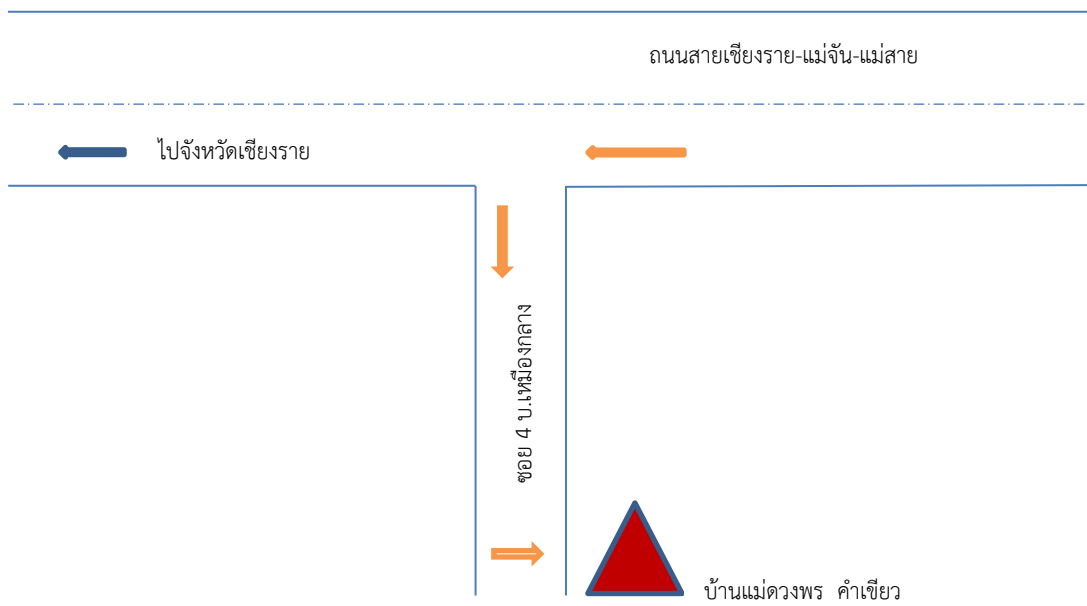 ถนนสายเชียงราย-แม่จัน-แม่สาย
ไปจังหวัดเชียงราย
ซอย 4 บ.เหมืองกลาง
บ้านแม่ดวงพร คำเขียว